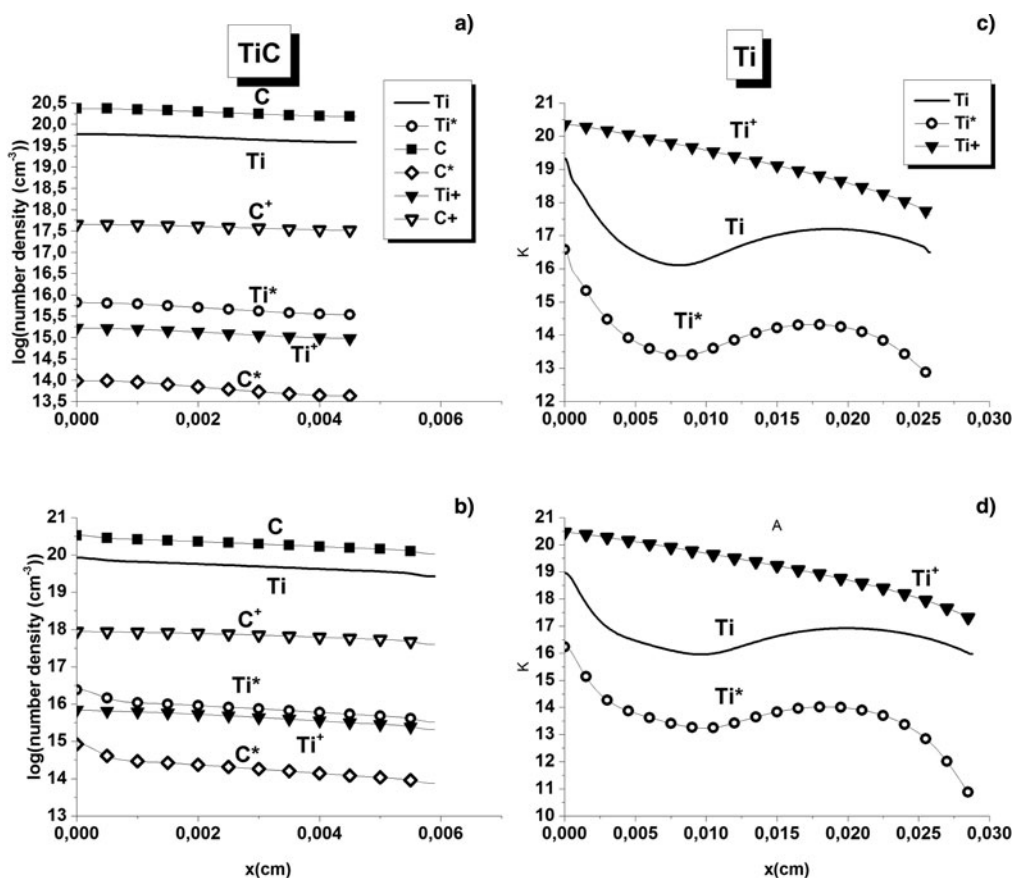 a)
TiC
C
Ti
C⁺
Ti*
Ti⁺
C*
Ti
Ti*
C
C*
Ti+
C+
log(number density (cm⁻³))
20,5
20,0
19,5
19,0
18,5
18,0
17,5
17,0
16,5
16,0
15,5
15,0
14,5
14,0
13,5
0,000
0,002
0,004
0,006
c)
Ti
Ti⁺
Ti
Ti*
Ti
Ti*
Ti+
K
21
20
19
18
17
16
15
14
13
12
0,000
0,005
0,010
0,015
0,020
0,025
0,030
b)
C
Ti
C⁺
Ti*
Ti⁺
C*
log(number density (cm⁻³))
21
20
19
18
17
16
15
14
13
0,000
0,002
0,004
0,006
x(cm)
d)
A
Ti⁺
Ti
Ti*
K
21
20
19
18
17
16
15
14
13
12
11
10
0,000
0,005
0,010
0,015
0,020
0,025
0,030
x(cm)